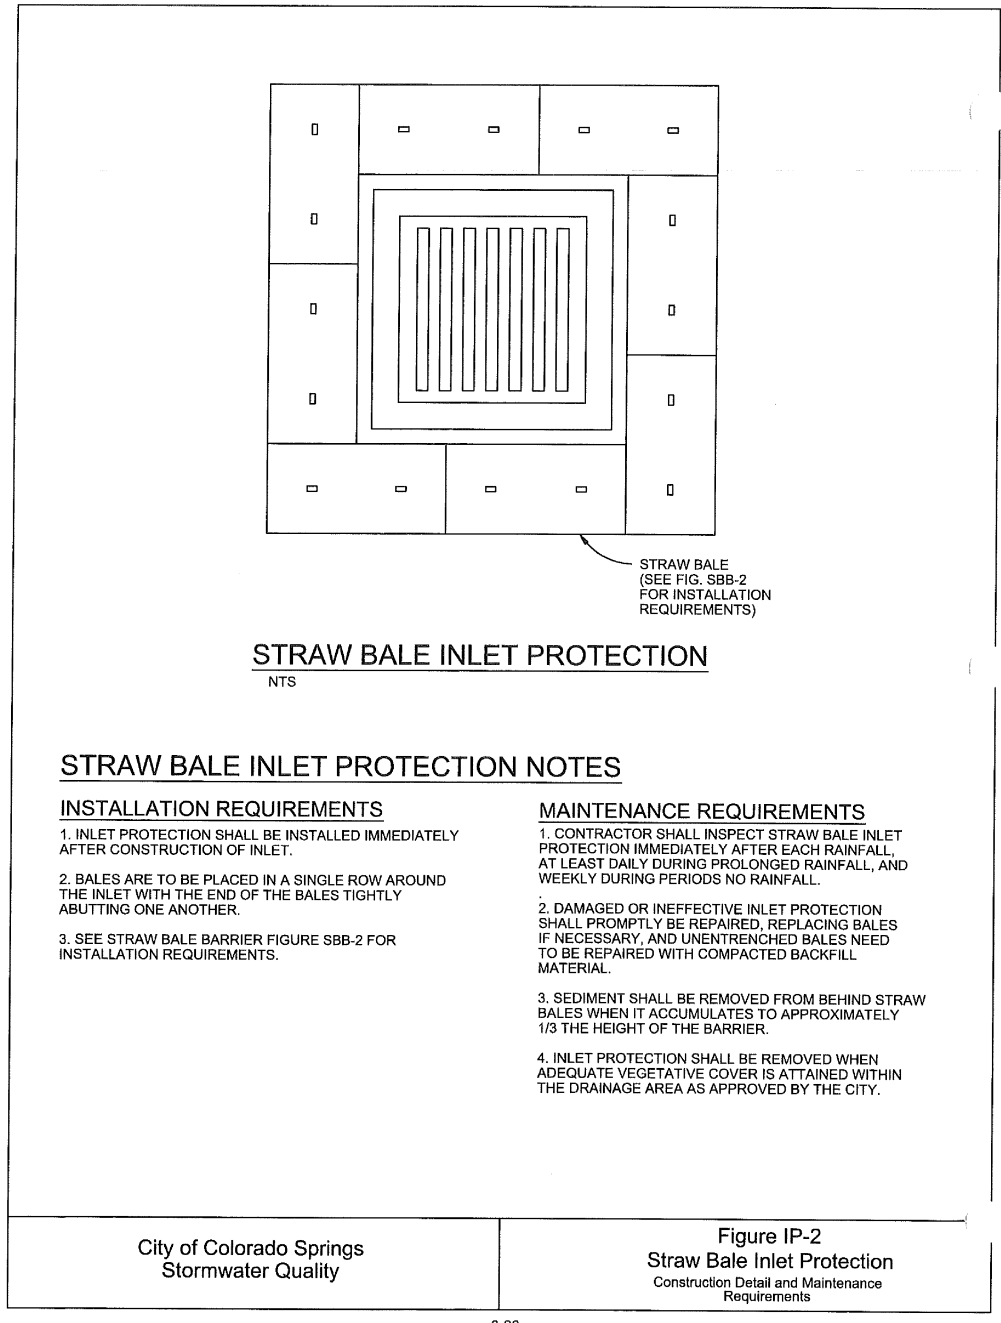 STRAW BALE
(SEE FIG. SBB-2
FOR INSTALLATION
REQUIREMENTS)
STRAW BALE INLET PROTECTION
NTS
STRAW BALE INLET PROTECTION NOTES
INSTALLATION REQUIREMENTS
1. INLET PROTECTION SHALL BE INSTALLED IMMEDIATELY
AFTER CONSTRUCTION OF INLET.
2. BALES ARE TO BE PLACED IN A SINGLE ROW AROUND
THE INLET WITH THE END OF THE BALES TIGHTLY
ABUTTING ONE ANOTHER.
3. SEE STRAW BALE BARRIER FIGURE SBB-2 FOR
INSTALLATION REQUIREMENTS.
MAINTENANCE REQUIREMENTS
1. CONTRACTOR SHALL INSPECT STRAW BALE INLET
PROTECTION IMMEDIATELY AFTER EACH RAINFALL,
AT LEAST DAILY DURING PROLONGED RAINFALL, AND
WEEKLY DURING PERIODS NO RAINFALL.
.
2. DAMAGED OR INEFFECTIVE INLET PROTECTION
SHALL PROMPTLY BE REPAIRED, REPLACING BALES
IF NECESSARY, AND UNENTRENCHED BALES NEED
TO BE REPAIRED WITH COMPACTED BACKFILL
MATERIAL.
3. SEDIMENT SHALL BE REMOVED FROM BEHIND STRAW
BALES WHEN IT ACCUMULATES TO APPROXIMATELY
1/3 THE HEIGHT OF THE BARRIER.
4. INLET PROTECTION SHALL BE REMOVED WHEN
ADEQUATE VEGETATIVE COVER IS ATTAINED WITHIN
THE DRAINAGE AREA AS APPROVED BY THE CITY.
City of Colorado Springs
Stormwater Quality
Figure IP-2
Straw Bale Inlet Protection
Construction Detail and Maintenance
Requirements